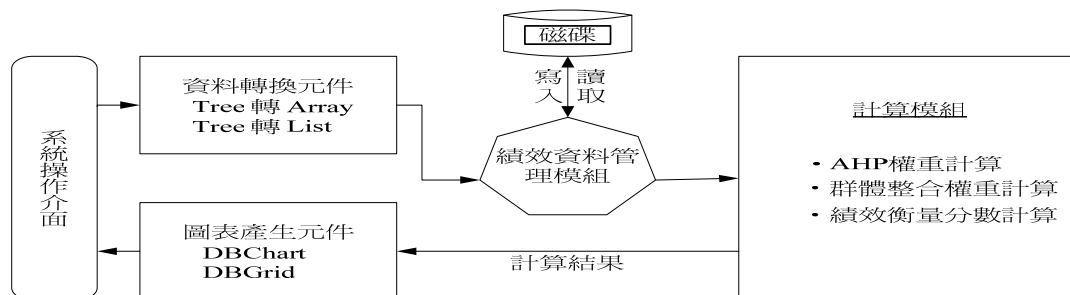 磁碟
寫入
讀取
系統操作介面
資料轉換元件
Tree 轉 Array
Tree 轉 List
績效資料管
理模組
計算模組
• AHP權重計算
• 群體整合權重計算
• 績效衡量分數計算
圖表產生元件
DBChart
DBGrid
計算結果